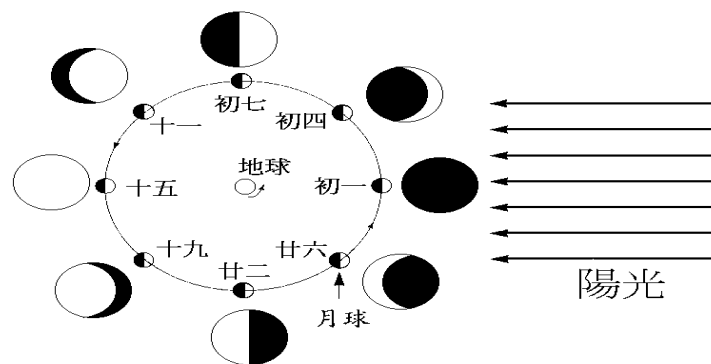 初七
十一
初四
地球
十五
初一
十九
廿二
廿六
月球
陽光